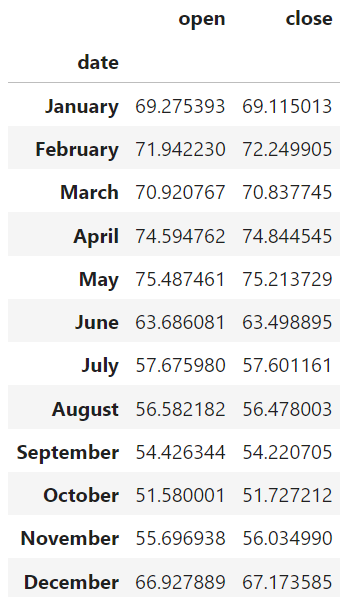 open close
date
January 69.275393 69.115013
February 71.942230 72.249905
March 70.920767 70.837745
April 74.594762 74.844545
May 75.487461 75.213729
June 63.686081 63.498895
July 57.675980 57.601161
August 56.582182 56.478003
September 54.426344 54.220705
October 51.580001 51.727212
November 55.696938 56.034990
December 66.927889 67.173585